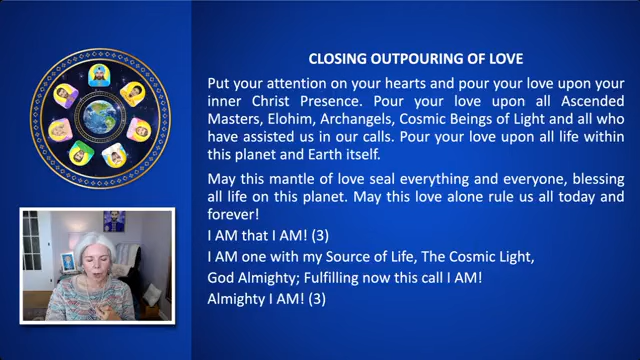 CLOSING OUTPOURING OF LOVE
Put your attention on your hearts and pour your love upon your
inner Christ Presence. Pour your love upon all Ascended
Masters, Elohim, Archangels, Cosmic Beings of Light and all who
have assisted us in our calls. Pour your love upon all life within
this planet and Earth itself.
May this mantle of love seal everything and everyone, blessing
all life on this planet. May this love alone rule us all today and
forever!
I AM that I AM! (3)
I AM one with my Source of Life, The Cosmic Light,
God Almighty; Fulfilling now this call I AM!
Almighty I AM! (3)